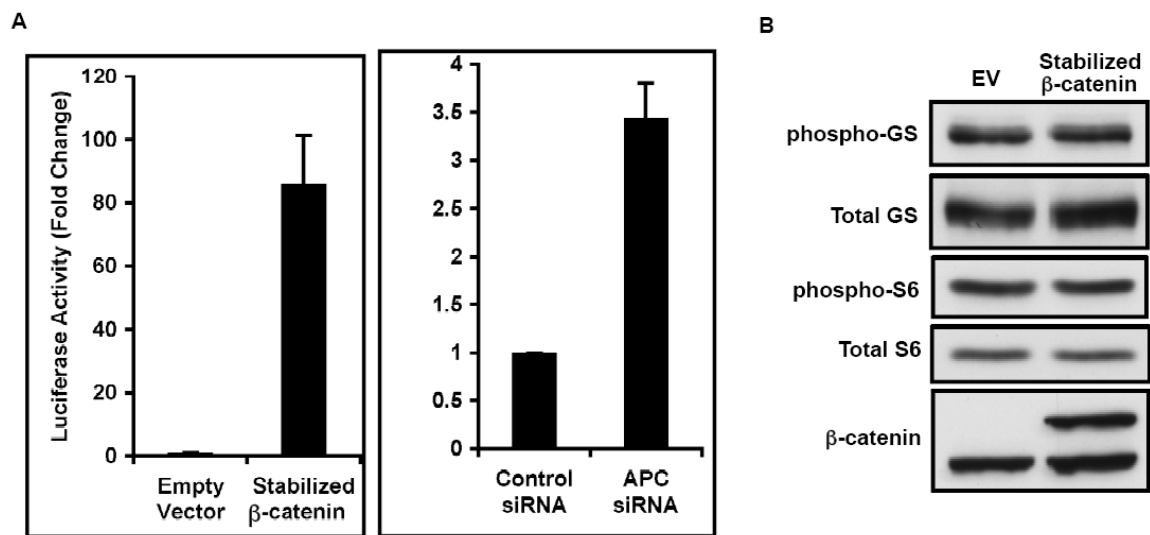 A
Luciferase Activity (Fold Change)
120
100
80
60
40
20
0
Empty
Vector
Stabilized
β-catenin
4
3.5
3
2.5
2
1.5
1
0.5
0
Control
siRNA
APC
siRNA
B
EV
Stabilized
β-catenin
phospho-GS
Total GS
phospho-S6
Total S6
β-catenin